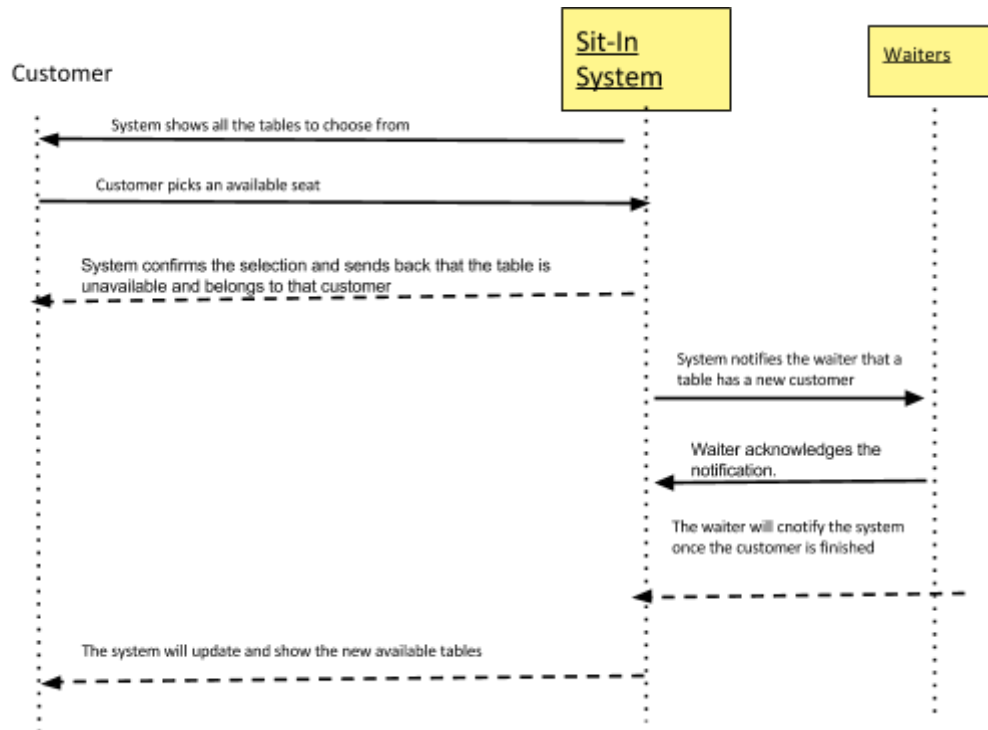 Customer
Sit-In
System
Waiters
System shows all the tables to choose from
Customer picks an available seat
System confirms the selection and sends back that the table is
unavailable and belongs to that customer
System notifies the waiter that a
table has a new customer
Waiter acknowledges the
notification.
The waiter will cnotify the system
once the customer is finished
The system will update and show the new available tables